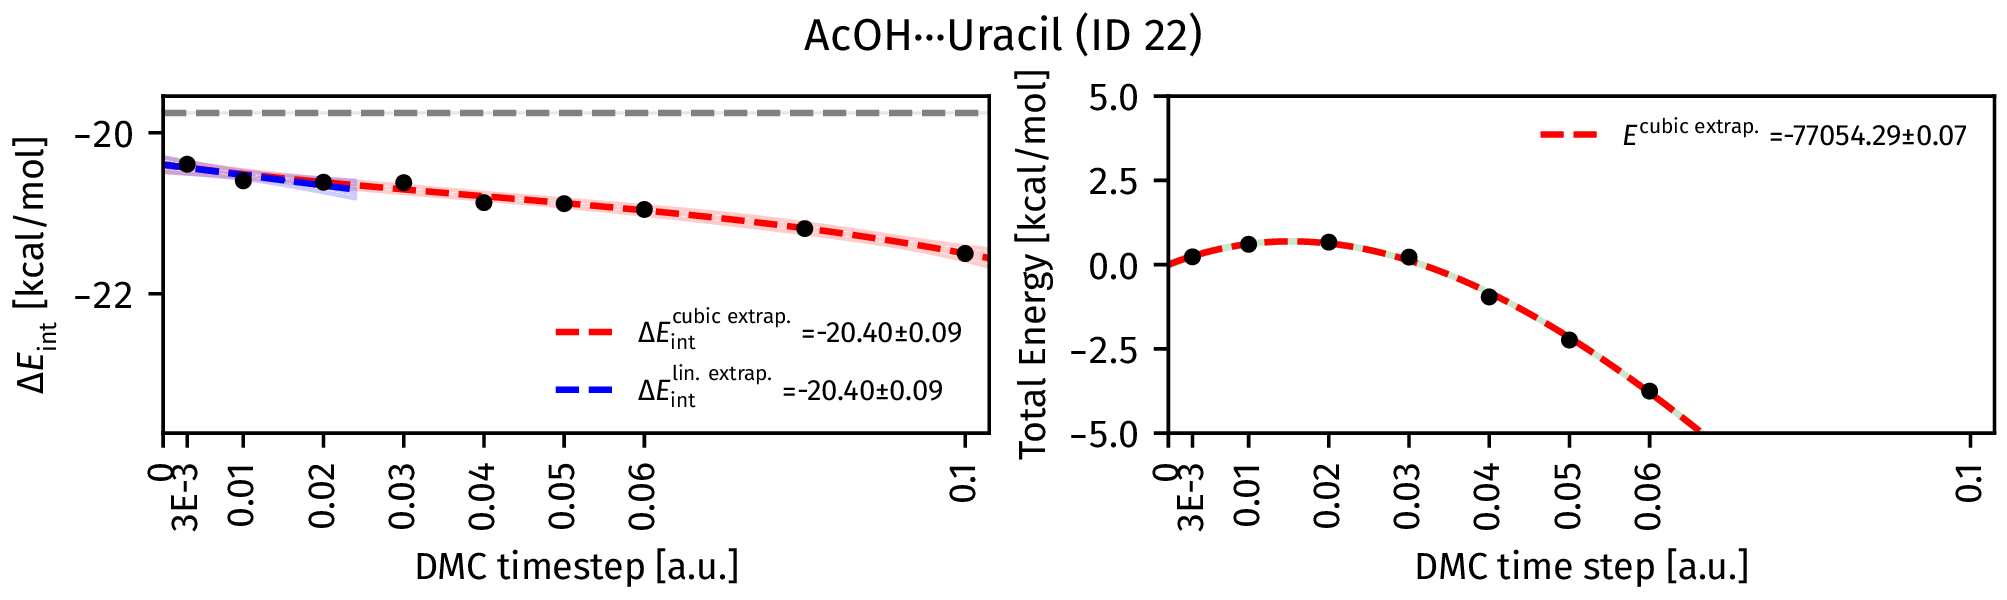 AcOH···Uracil (ID 22)
ΔE_int [kcal/mol]
−20
−22
ΔE_int^cubic extrap. =-20.40±0.09
ΔE_int^lin. extrap. =-20.40±0.09
0
3E-3
0.01
0.02
0.03
0.04
0.05
0.06
0.1
DMC timestep [a.u.]
Total Energy [kcal/mol]
5.0
2.5
0.0
−2.5
−5.0
E^cubic extrap. =-77054.29±0.07
0
3E-3
0.01
0.02
0.03
0.04
0.05
0.06
0.1
DMC time step [a.u.]